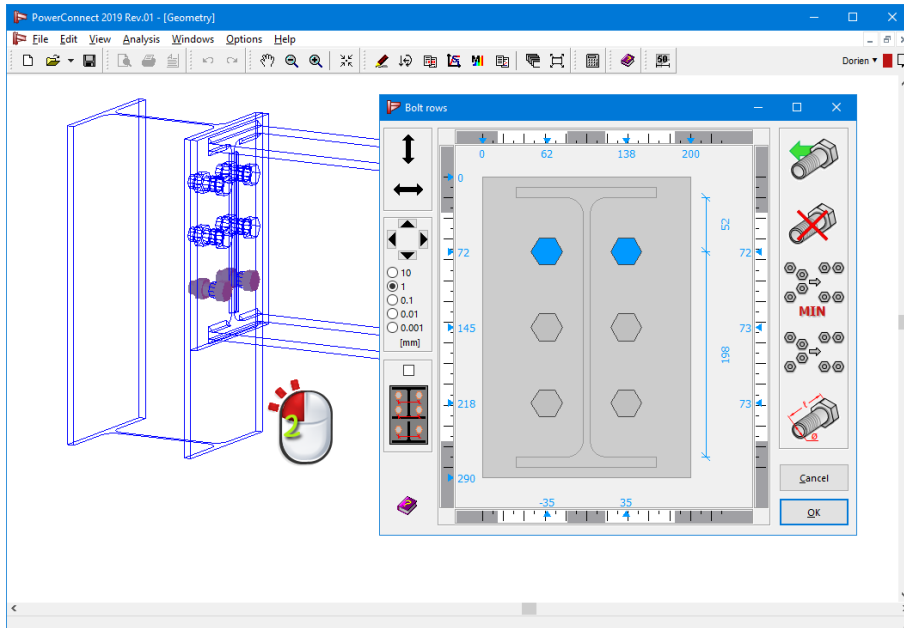 PowerConnect 2019 Rev.01 - [Geometry]
File Edit View Analysis Windows Options Help
50-
Dorien
Bolt rows
0 62 138 200
0
52
72 72
10
1
0.1
0.01
0.001
[mm]
MIN
145 73
198
218 73
290
-35 35
ℓ
ø
2
Cancel
OK